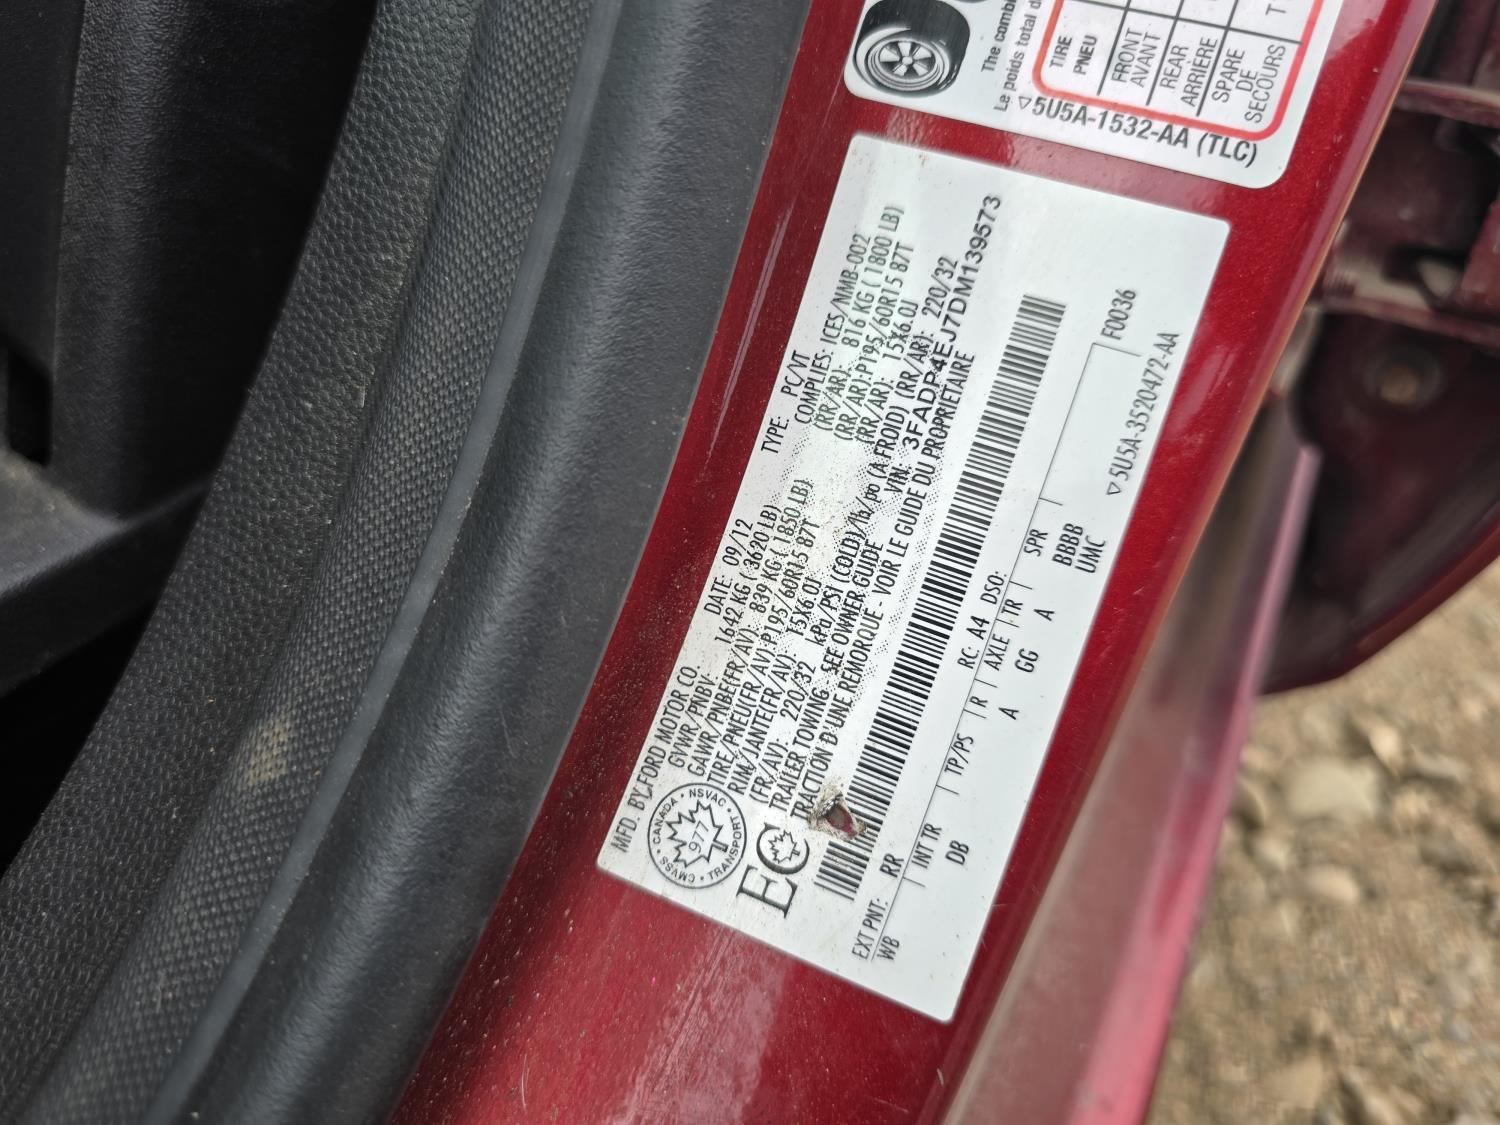 The combi
Le poids total d
TIRE
PNEU
FRONT
AVANT
REAR
ARRIÈRE
SPARE
DE
SECOURS
5U5A-1532-AA (TLC)
MFD. BY FORD MOTOR CO.
DATE: 09/12 TYPE: PC/VT
GVWR/PNBV: 1642 KG ( 3620 LB) COMPLIES: ICES/NMB-002
GAWR/PNBE(FR/AV): 839 KG ( 1850 LB) (RR/AR): 816 KG ( 1800 LB)
TIRE/PNEU(FR/AV):P195/60R15 87T (RR/AR):P195/60R15 87T
RIM/JANTE(FR/AV): 15X6.0J (RR/AR): 15X6.0J
(FR/AV): 220/32 kPa/PSI (COLD)/lb/po (A FROID) (RR/AR): 220/32
TRAILER TOWING - SEE OWNER GUIDE VIN: 3FADP4EJ7DM139573
TRACTION D'UNE REMORQUE - VOIR LE GUIDE DU PROPRIETAIRE
CMVSS • CANADA • NSVAC • TRANSPORT •
977
EC
EXT PNT: RR RC: A4 DSO: F0036
WB INT TR TP/PS R AXLE TR SPR
DB A GG A BBBB
UMC
5U5A-3520472-AA